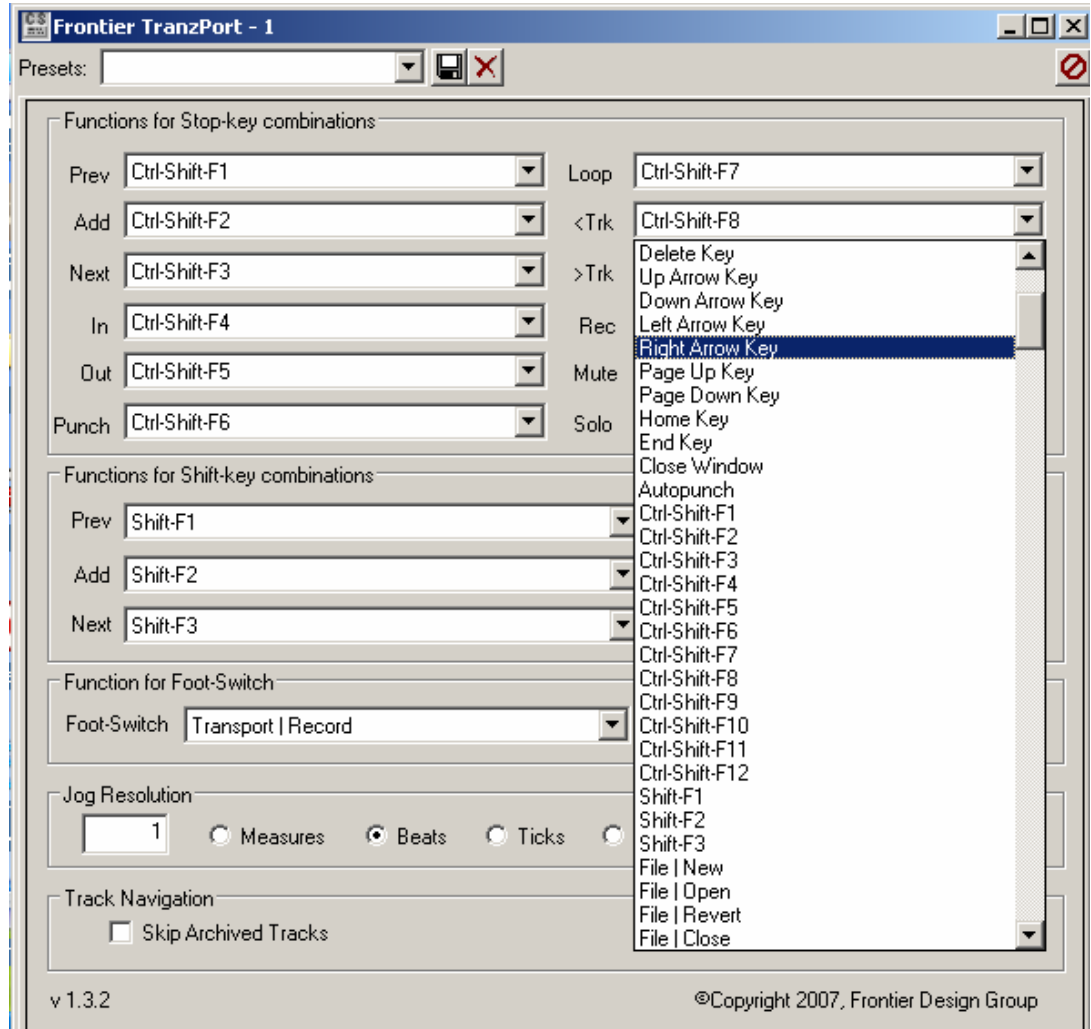 Frontier TranzPort - 1
Presets:
Functions for Stop-key combinations
Prev Ctrl-Shift-F1 Loop Ctrl-Shift-F7
Add Ctrl-Shift-F2 <Trk Ctrl-Shift-F8
Next Ctrl-Shift-F3 >Trk
In Ctrl-Shift-F4 Rec
Out Ctrl-Shift-F5 Mute
Punch Ctrl-Shift-F6 Solo
Delete Key
Up Arrow Key
Down Arrow Key
Left Arrow Key
Right Arrow Key
Page Up Key
Page Down Key
Home Key
End Key
Close Window
Autopunch
Ctrl-Shift-F1
Ctrl-Shift-F2
Ctrl-Shift-F3
Ctrl-Shift-F4
Ctrl-Shift-F5
Ctrl-Shift-F6
Ctrl-Shift-F7
Ctrl-Shift-F8
Ctrl-Shift-F9
Ctrl-Shift-F10
Ctrl-Shift-F11
Ctrl-Shift-F12
Shift-F1
Shift-F2
Shift-F3
File | New
File | Open
File | Revert
File | Close
Functions for Shift-key combinations
Prev Shift-F1
Add Shift-F2
Next Shift-F3
Function for Foot-Switch
Foot-Switch Transport | Record
Jog Resolution
1 Measures Beats Ticks
Track Navigation
Skip Archived Tracks
v 1.3.2 ©Copyright 2007, Frontier Design Group